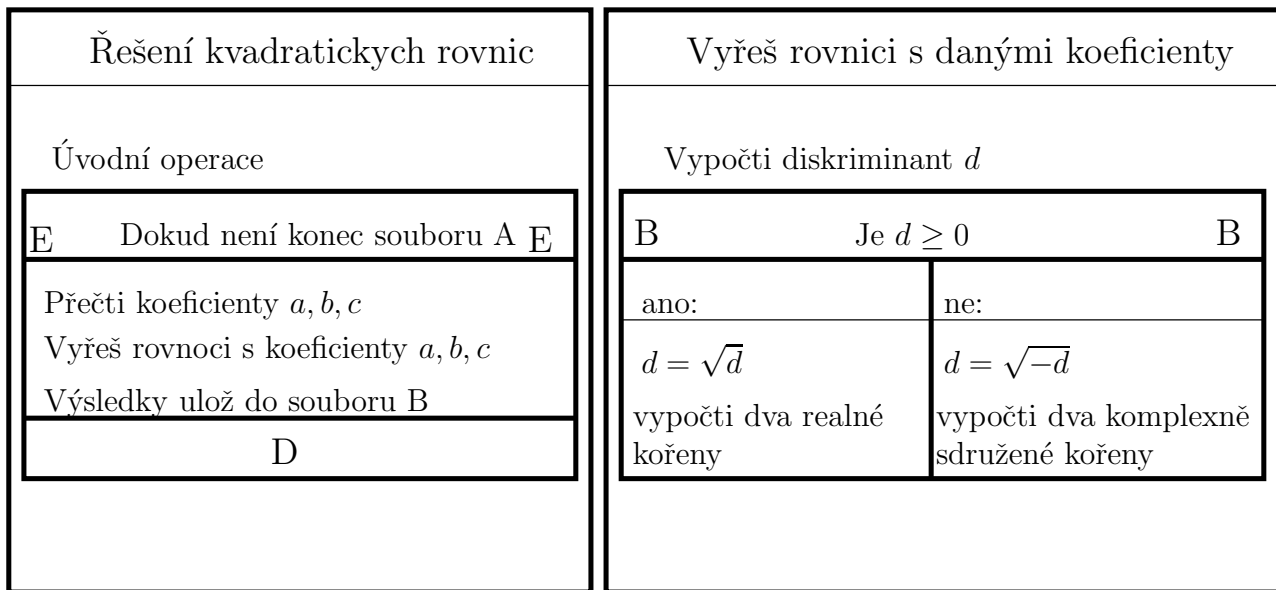 Řešení kvadratickych rovnic
Úvodní operace
E Dokud není konec souboru A E
Přečti koeficienty a, b, c
Vyřeš rovnoci s koeficienty a, b, c
Výsledky ulož do souboru B
D
Vyřeš rovnici s danými koeficienty
Vypočti diskriminant d
B Je d ≥ 0 B
ano:
d = √d
vypočti dva realné
kořeny
ne:
d = √−d
vypočti dva komplexně
sdružené kořeny